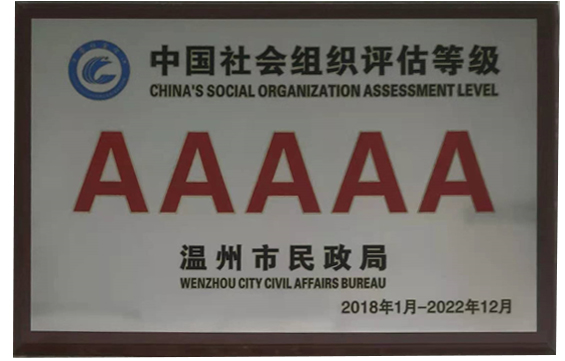 中国社会组织评估等级
CHINA'S SOCIAL ORGANIZATION ASSESSMENT LEVEL
AAAAA
温州市民政局
WENZHOU CITY CIVIL AFFAIRS BUREAU
2018年1月-2022年12月